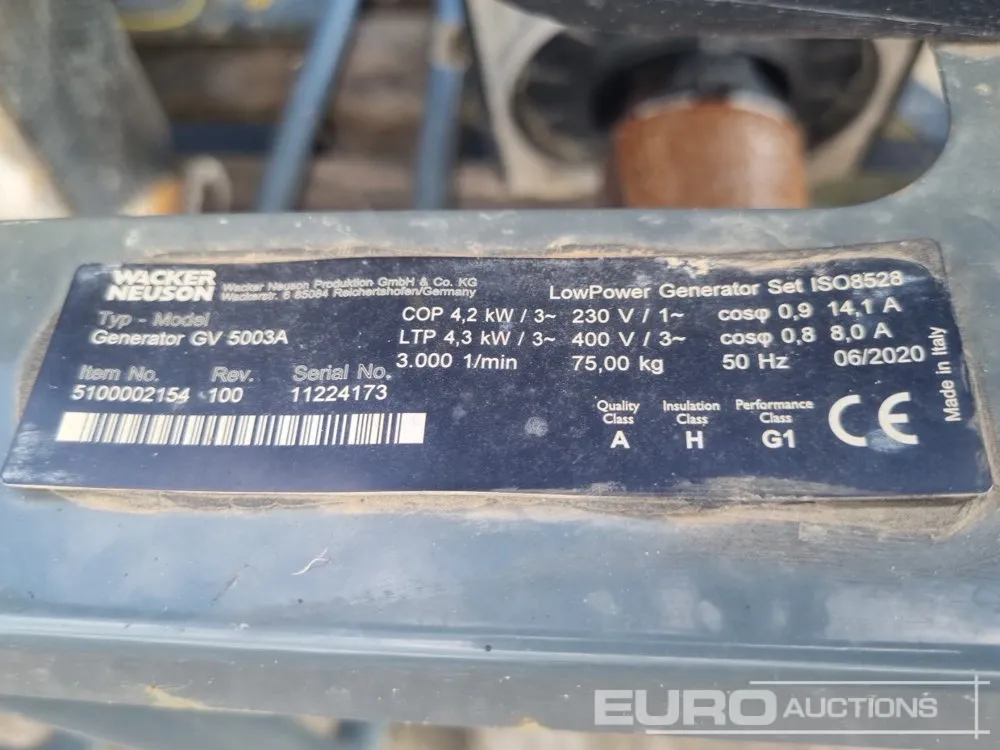 WACKER
NEUSON
Wacker Neuson Produktion GmbH & Co. KG
Wackerstr. 6 85084 Reichertshofen/Germany
LowPower Generator Set ISO8528
Typ - Model
Generator GV 5003A
COP 4,2 kW / 3~ 230 V / 1~ cosφ 0,9 14,1 A
LTP 4,3 kW / 3~ 400 V / 3~ cosφ 0,8 8,0 A
3.000 1/min 75,00 kg 50 Hz 06/2020
Item No. Rev. Serial No.
5100002154 100 11224173
Quality Class A
Insulation Class H
Performance Class G1
CE
Made in Italy
EURO AUCTIONS